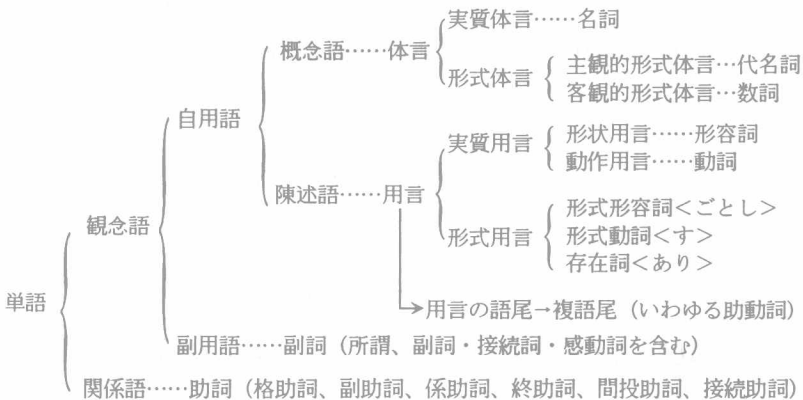 実質体言……名詞
概念語……体言
形式体言
主観的形式体言…代名詞
客観的形式体言…数詞
自用語
実質用言
形状用言……形容詞
動作用言……動詞
陳述語……用言
形式用言
形式形容詞<ごとし>
形式動詞<す>
存在詞<あり>
観念語
単語
用言の語尾→複語尾（いわゆる助動詞）
副用語……副詞（所謂、副詞・接続詞・感動詞を含む）
関係語……助詞（格助詞、副助詞、係助詞、終助詞、間投助詞、接続助詞）